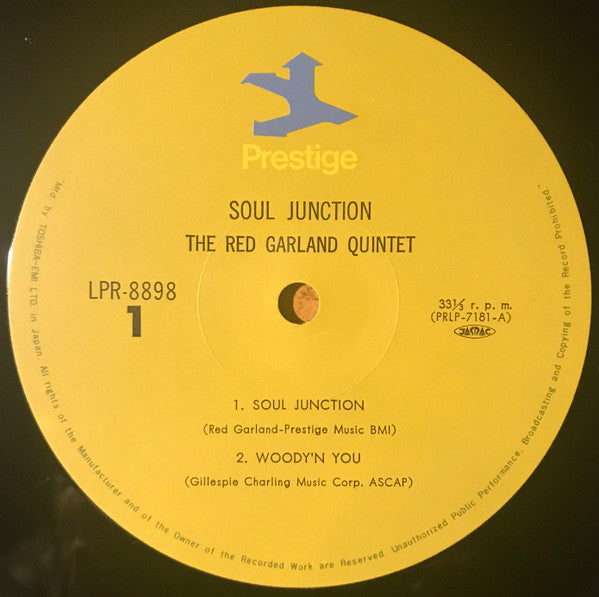 Prestige
SOUL JUNCTION
THE RED GARLAND QUINTET
LPR-8898
1
33⅓ r. p. m.
(PRLP-7181-A)
JASRAC
1. SOUL JUNCTION
(Red Garland-Prestige Music BMI)
2. WOODY'N YOU
(Gillespie Charling Music Corp. ASCAP)
"Mf'd by TOSHIBA-EMI LTD. in Japan. All rights of the Manufacturer and of the Owner of the Recorded Work are Reserved. Unauthorized Public Performance, Broadcasting and Copying of the Record Prohibited."